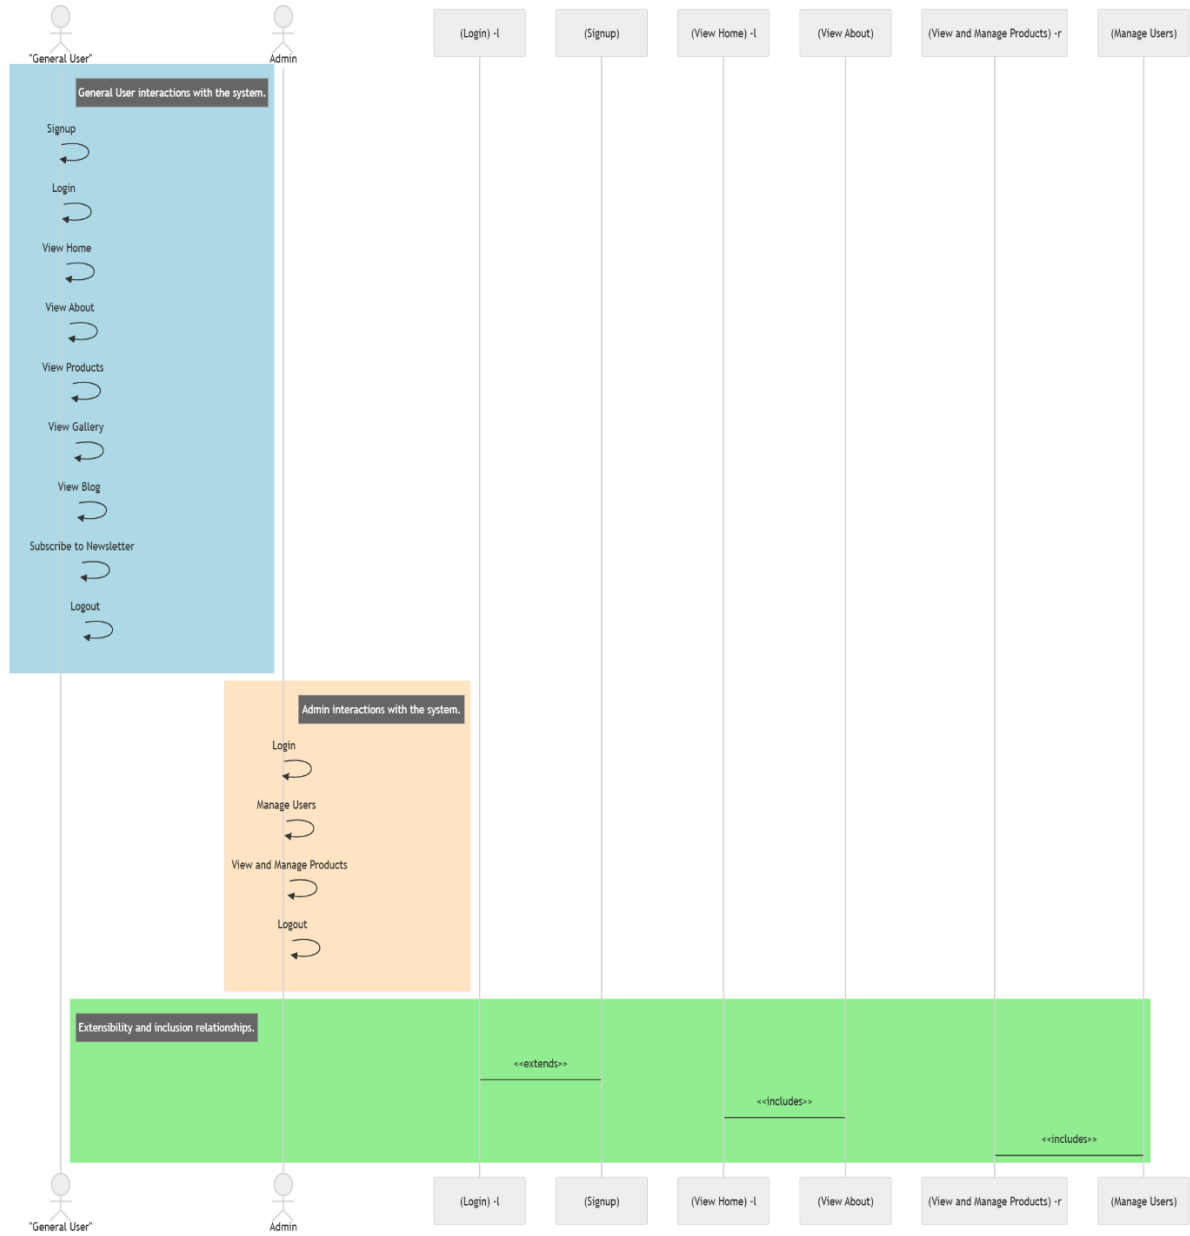 (Login) -l
(Signup)
(View Home) -l
(View About)
(View and Manage Products) -r
(Manage Users)
"General User"
Admin
General User interactions with the system.
Signup
Login
View Home
View About
View Products
View Gallery
View Blog
Subscribe to Newsletter
Logout
Admin interactions with the system.
Login
Manage Users
View and Manage Products
Logout
Extensibility and inclusion relationships.
<<extends>>
<<includes>>
<<includes>>
(Login) -l
(Signup)
(View Home) -l
(View About)
(View and Manage Products) -r
(Manage Users)
"General User"
Admin